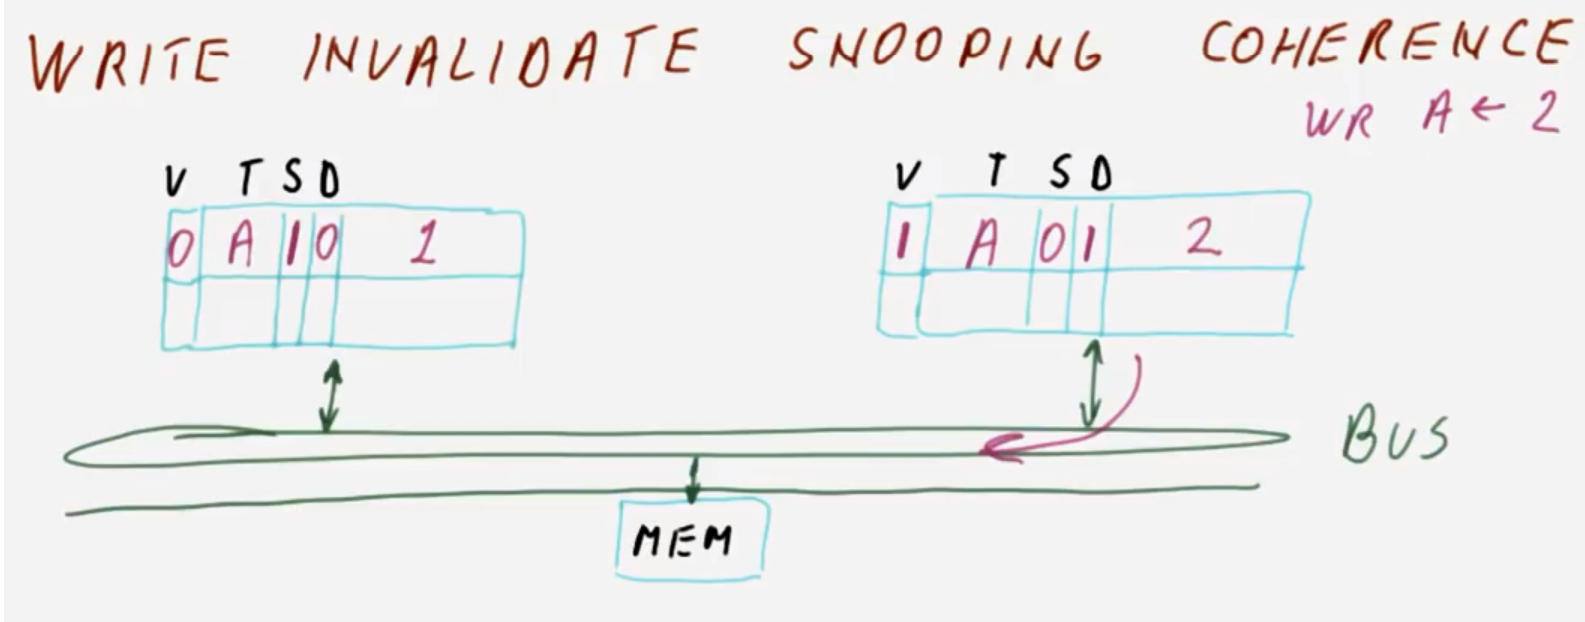 WRITE INVALIDATE SNOOPING COHERENCE
WR A ← 2
V T S D
0 A 1 0 1
V T S D
1 A 0 1 2
BUS
MEM